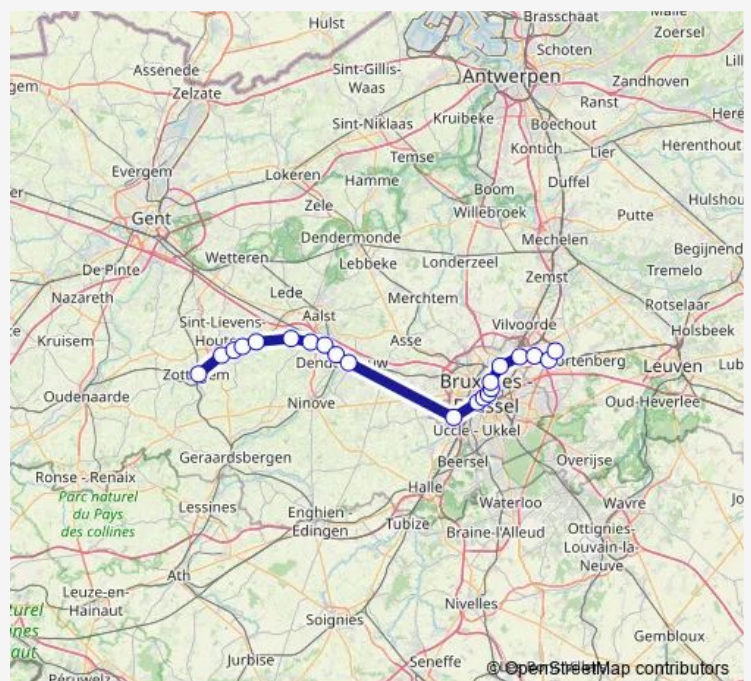 Hulst
Brasschaat
Zoersel
Schoten
Assenede
Sint-Gillis-
Waas
Antwerpen
Zelzate
Zandhoven
Ranst
Sint-Niklaas
Kruibeke
Boechout
Kontich
Lier
Herenthout
Temse
Evergem
Lokeren
Hamme
Boom
Duffel
Zele
Willebroek
Putte
Gent
Dendermonde
Mechelen
Wetteren
Lebbeke
Londerzeel
Begijnend
De Pinte
Zemst
Tremelo
Nazareth
Lede
Merchtem
Rotselaar
Aalst
Sint-Lievens-
Vilvoorde
Holsbeek
Kruisem
Asse
Leuven
Oudenaarde
Oud-Heverlee
Ninove
Uccle - Ukkel
Geraardsbergen
Beersel
Overijse
Ronse - Renaix
Halle
Parc naturel
du Pays
des collines
Lessines
Enghien -
Edingen
Tubize
Waterloo
Wavre
Braine-l'Alleud
Ottignies-
Louvain-la-
Neuve
Ath
Leuze-en-
Hainaut
Nivelles
Soignies
Gembloux
Jurbise
Seneffe
© OpenStreetMap contributors